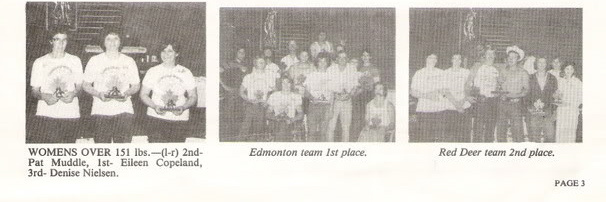 WOMENS OVER 151 lbs.—(l-r) 2nd-
Pat Muddle, 1st- Eileen Copeland,
3rd- Denise Nielsen.
Edmonton team 1st place.
Red Deer team 2nd place.
PAGE 3